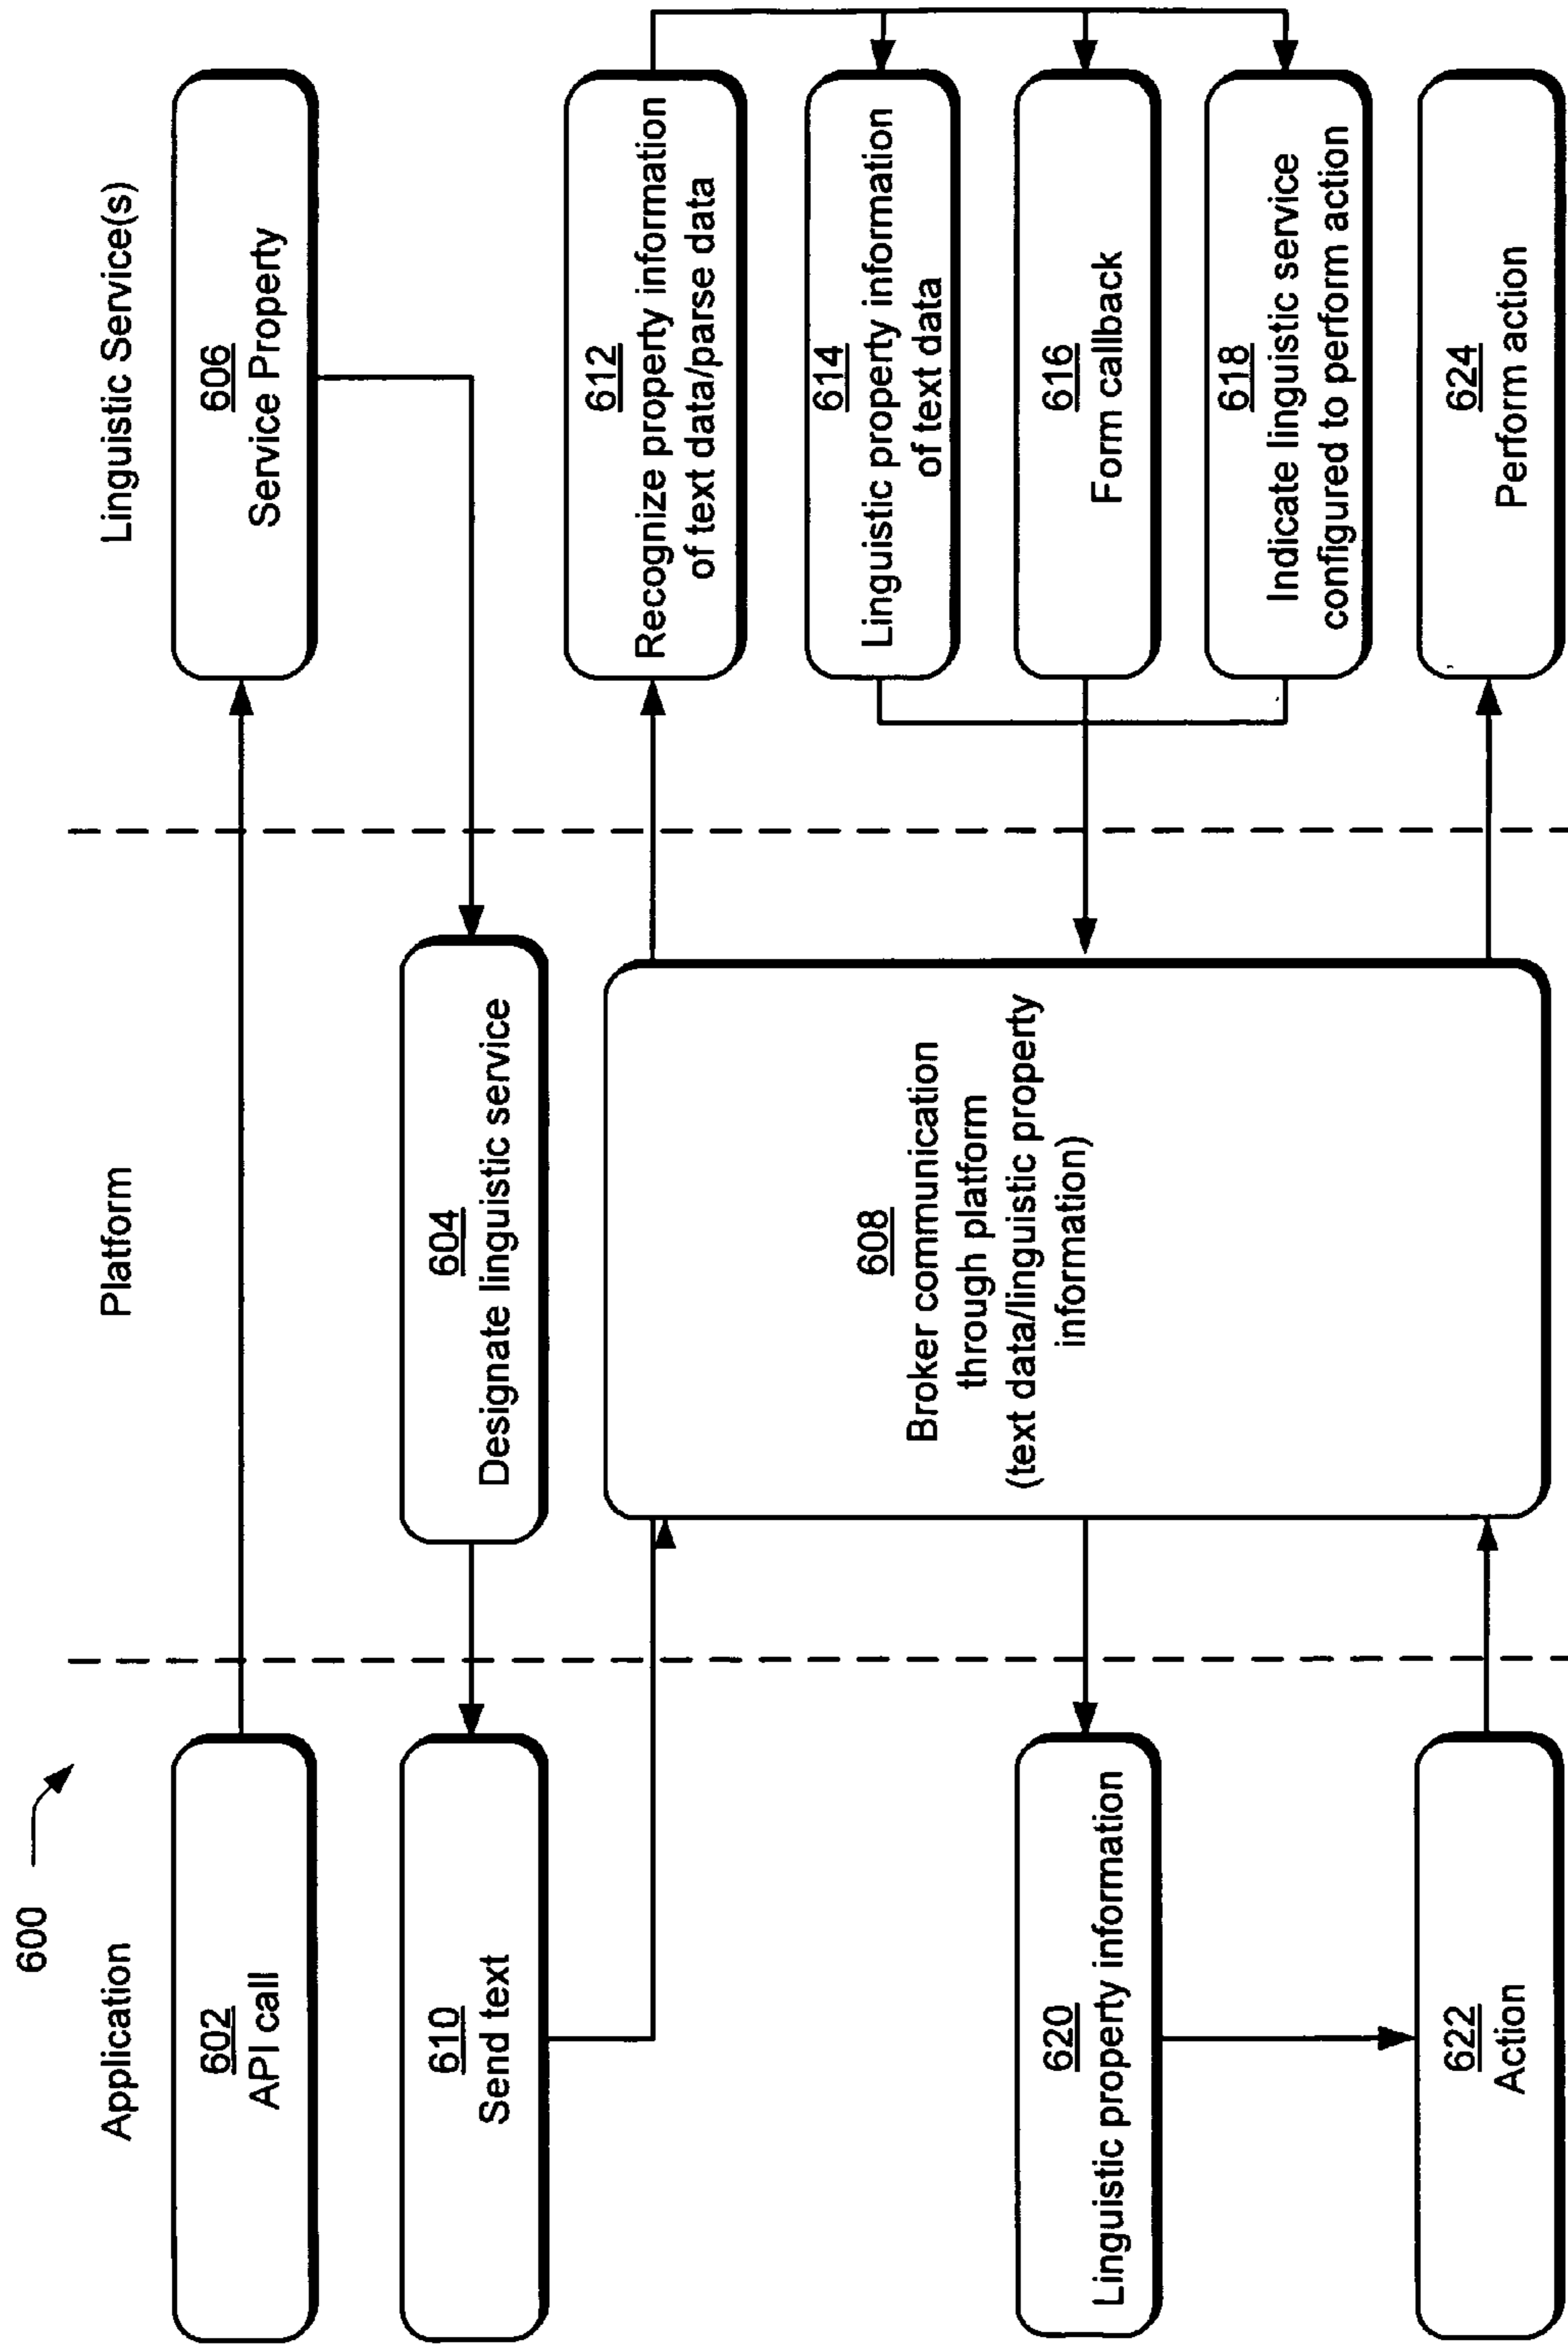 600
Application
Platform
Linguistic Service(s)
602
API call
606
Service Property
610
Send text
604
Designate linguistic service
612
Recognize property information
of text data/parse data
608
Broker communication
through platform
(text data/linguistic property
information)
614
Linguistic property information
of text data
620
Linguistic property information
616
Form callback
618
Indicate linguistic service
configured to perform action
622
Action
624
Perform action